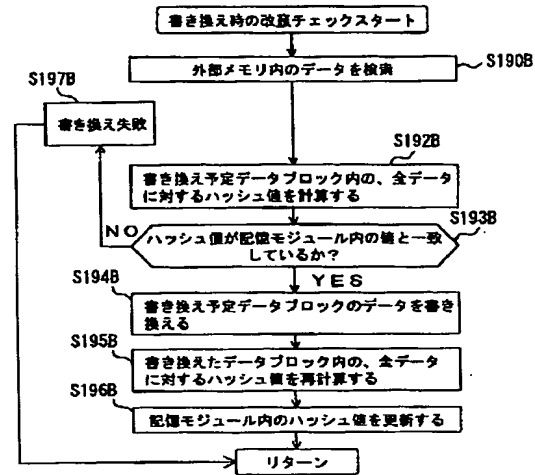 書き換え時の改竄チェックスタート
S190B
外部メモリ内のデータを検索
S197B
書き換え失敗
S192B
書き換え予定データブロック内の、全データ
に対するハッシュ値を計算する
S193B
NO
ハッシュ値が記憶モジュール内の値と一致
しているか?
YES
S194B
書き換え予定データブロックのデータを書き
換える
S195B
書き換えたデータブロック内の、全データ
に対するハッシュ値を再計算する
S196B
記憶モジュール内のハッシュ値を更新する
リターン